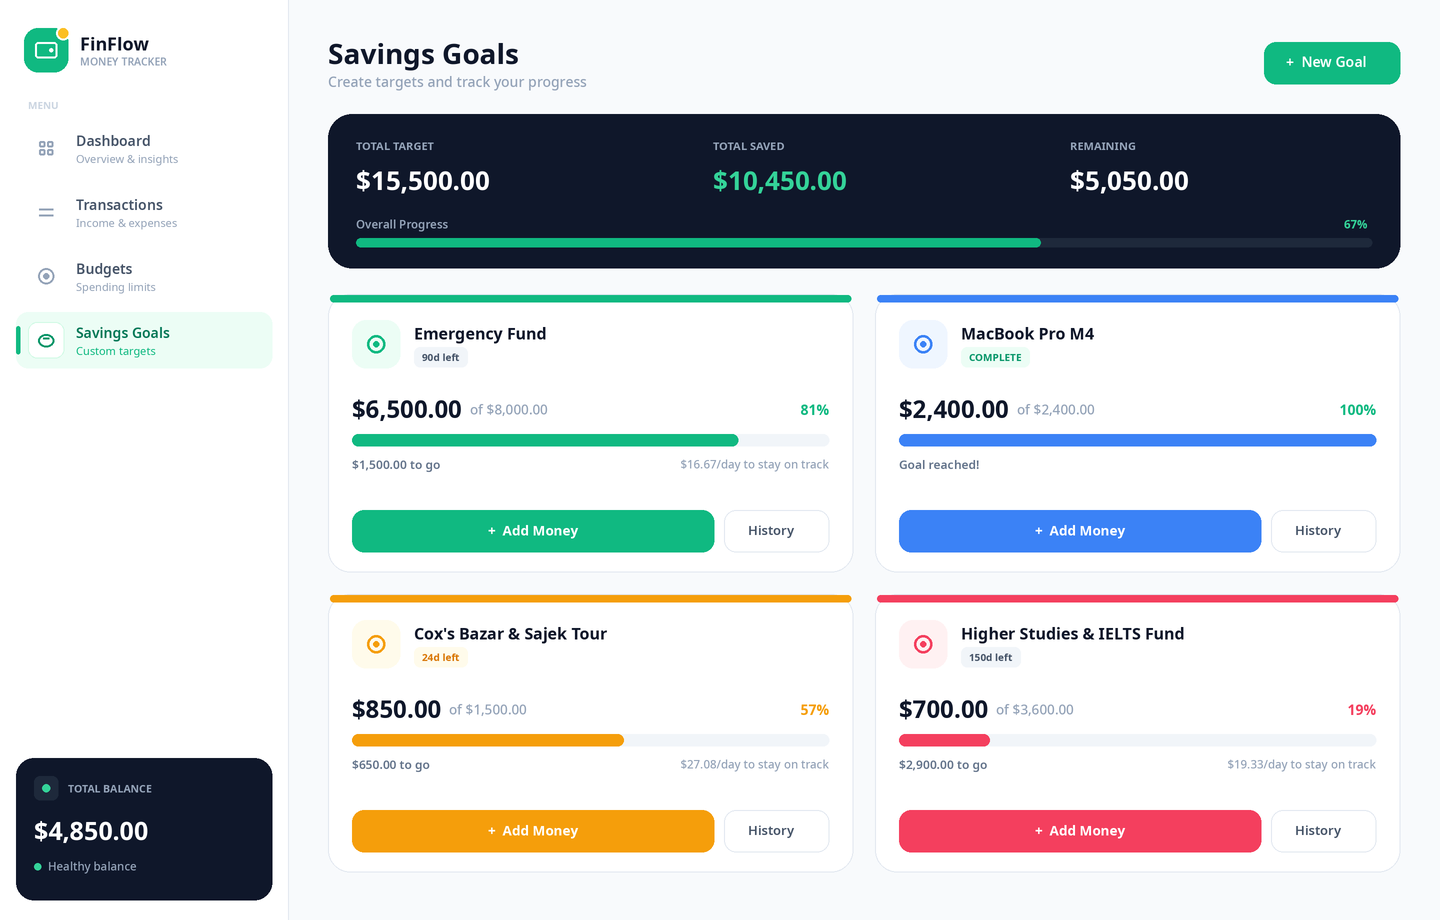 FinFlow
MONEY TRACKER
MENU
Dashboard
Overview & insights
Transactions
Income & expenses
Budgets
Spending limits
Savings Goals
Custom targets
TOTAL BALANCE
$4,850.00
Healthy balance
Savings Goals
Create targets and track your progress
+ New Goal
TOTAL TARGET
$15,500.00
TOTAL SAVED
$10,450.00
REMAINING
$5,050.00
Overall Progress
67%
Emergency Fund
90d left
$6,500.00 of $8,000.00
81%
$1,500.00 to go
$16.67/day to stay on track
+ Add Money
History
MacBook Pro M4
COMPLETE
$2,400.00 of $2,400.00
100%
Goal reached!
+ Add Money
History
Cox's Bazar & Sajek Tour
24d left
$850.00 of $1,500.00
57%
$650.00 to go
$27.08/day to stay on track
+ Add Money
History
Higher Studies & IELTS Fund
150d left
$700.00 of $3,600.00
19%
$2,900.00 to go
$19.33/day to stay on track
+ Add Money
History